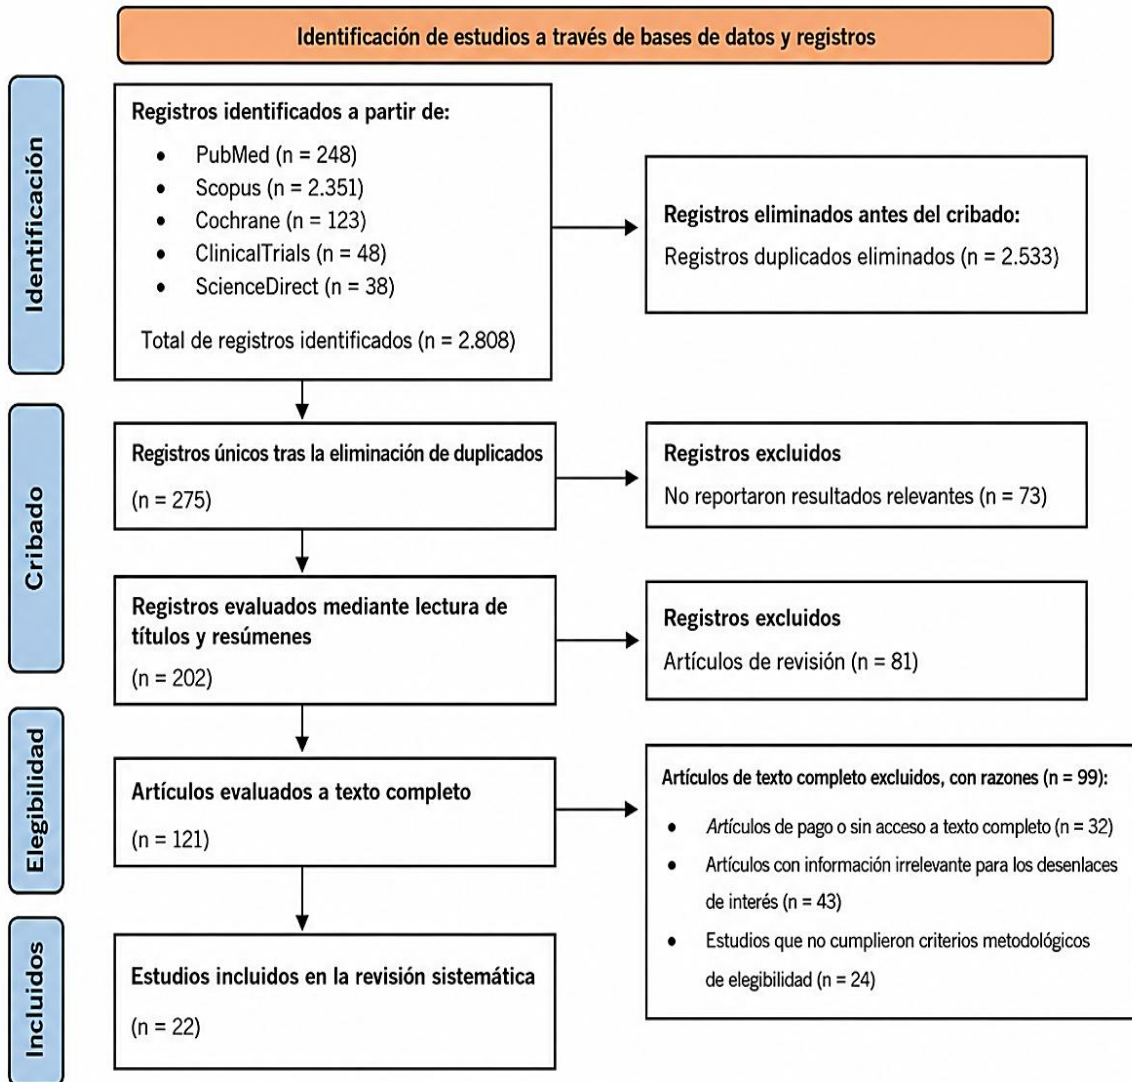 Identificación de estudios a través de bases de datos y registros
Identificación
Registros identificados a partir de:
• PubMed (n = 248)
• Scopus (n = 2.351)
• Cochrane (n = 123)
• ClinicalTrials (n = 48)
• ScienceDirect (n = 38)
Total de registros identificados (n = 2.808)
Registros eliminados antes del cribado:
Registros duplicados eliminados (n = 2.533)
Cribado
Registros únicos tras la eliminación de duplicados
(n = 275)
Registros excluidos
No reportaron resultados relevantes (n = 73)
Registros evaluados mediante lectura de
títulos y resúmenes
(n = 202)
Registros excluidos
Artículos de revisión (n = 81)
Elegibilidad
Artículos evaluados a texto completo
(n = 121)
Artículos de texto completo excluidos, con razones (n = 99):
• Artículos de pago o sin acceso a texto completo (n = 32)
• Artículos con información irrelevante para los desenlaces
de interés (n = 43)
• Estudios que no cumplieron criterios metodológicos
de elegibilidad (n = 24)
Incluidos
Estudios incluidos en la revisión sistemática
(n = 22)